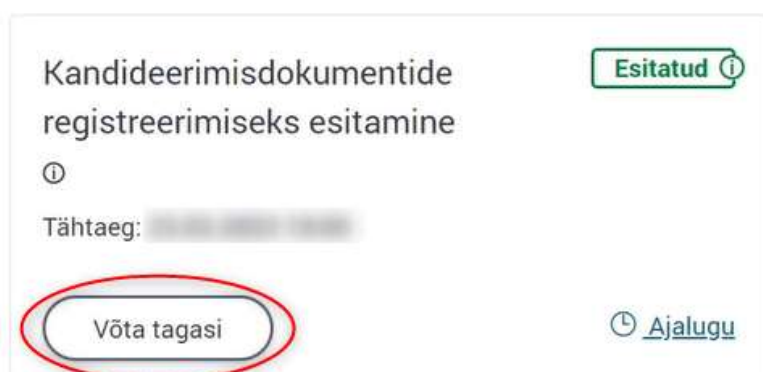 Kandideerimisdokumentide
registreerimiseks esitamine
Esitatud
Tähtaeg:
Võta tagasi
Ajalugu